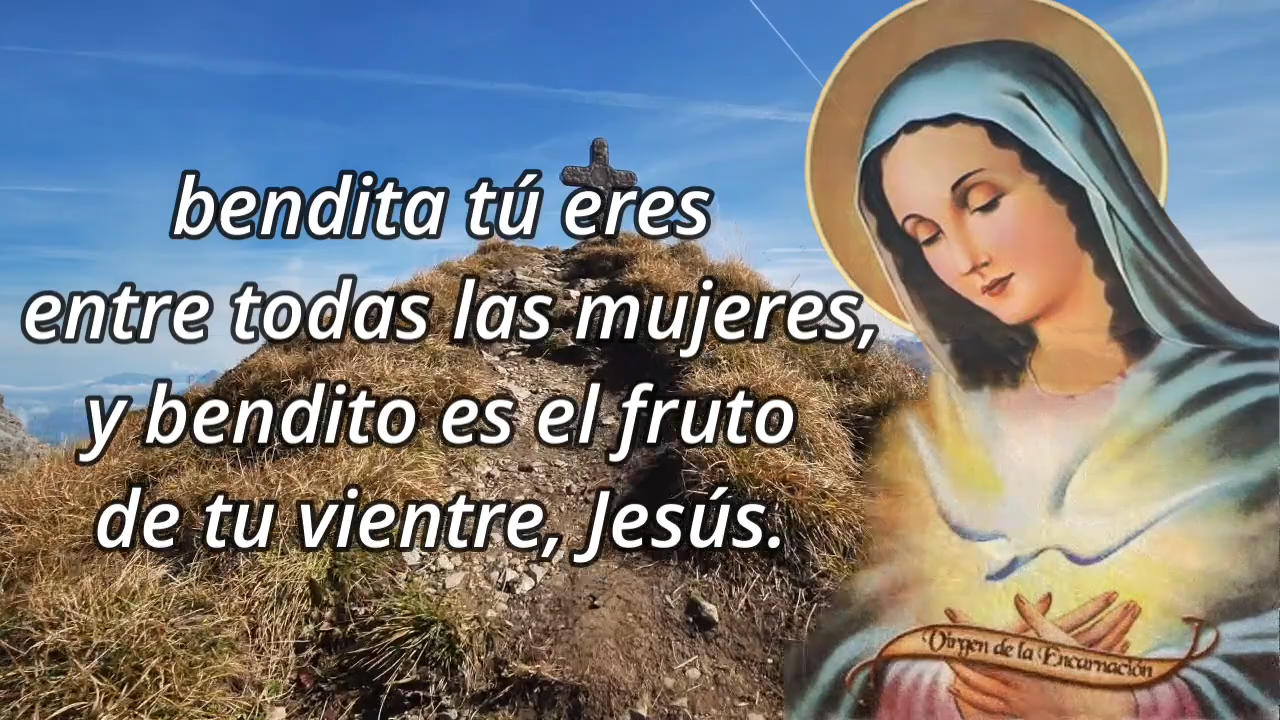 bendita tú eres
entre todas las mujeres,
y bendito es el fruto
de tu vientre, Jesús.
Virgen de la Encarnación